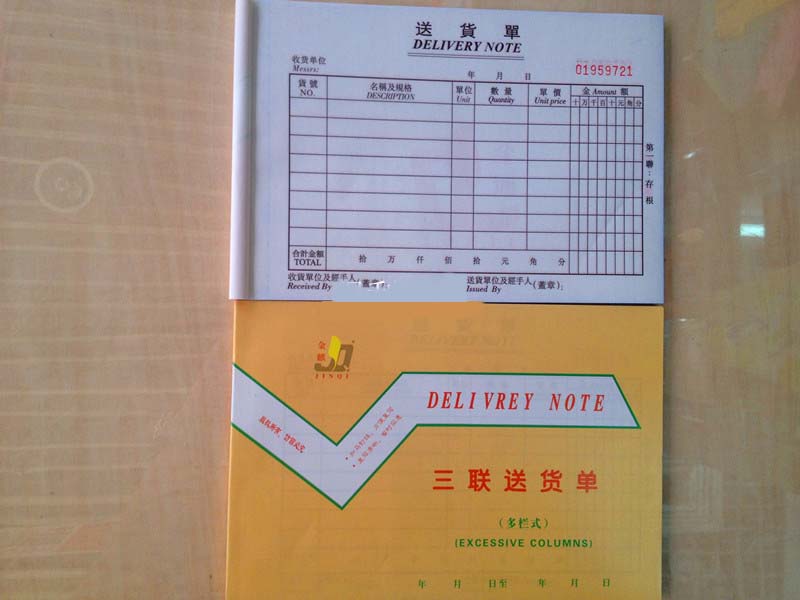 送貨單
DELIVERY NOTE
收货单位
Messrs:
年 月 日
01959721
貨號 名稱及規格 單位 數量 單價 金 Amount 額
NO. DESCRIPTION Unit Quantity Unit price 十万千百十元角分
第一聯：存根
合計金額
TOTAL 拾 万 仟 佰 拾 元 角 分
收貨單位及經手人(蓋章): 送貨單位及經手人(蓋章):
Received By Issued By
金麒
JQ
JINQI
DELIVREY NOTE
三联送货单
(多栏式)
(EXCESSIVE COLUMNS)
年 月 日至 年 月 日